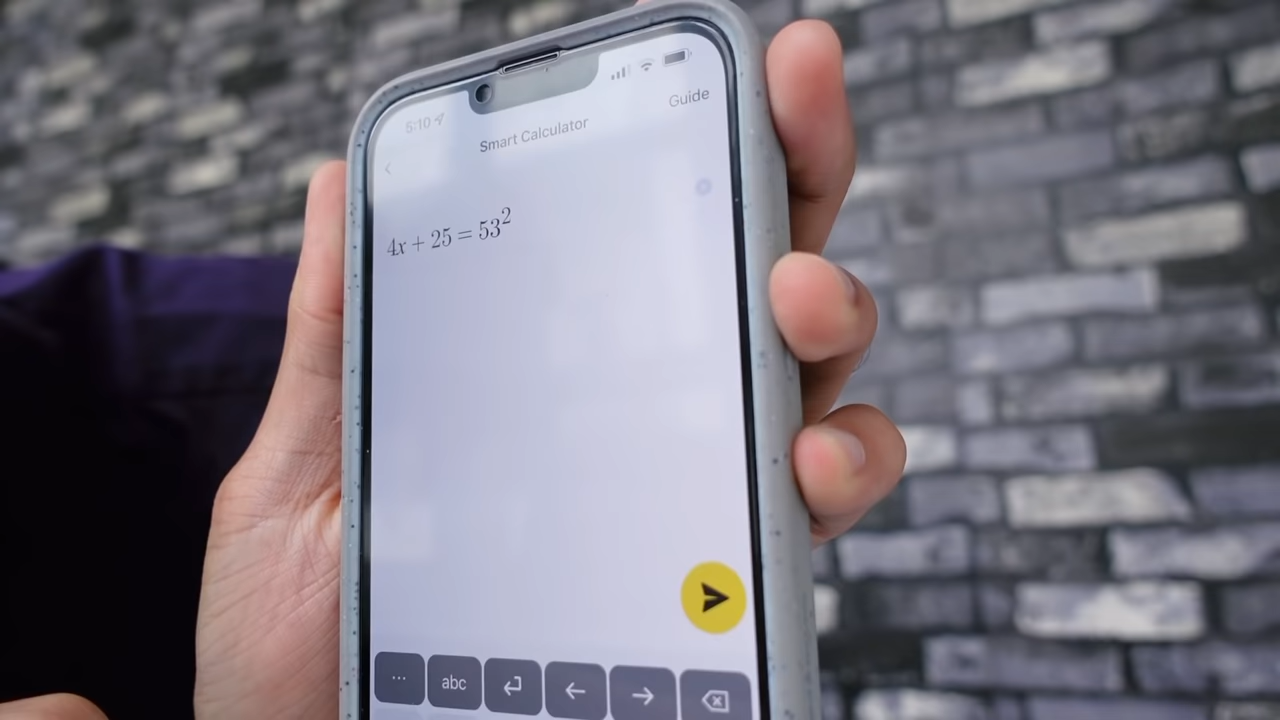 5:10
Guide
Smart Calculator
4x + 25 = 53²
...
abc